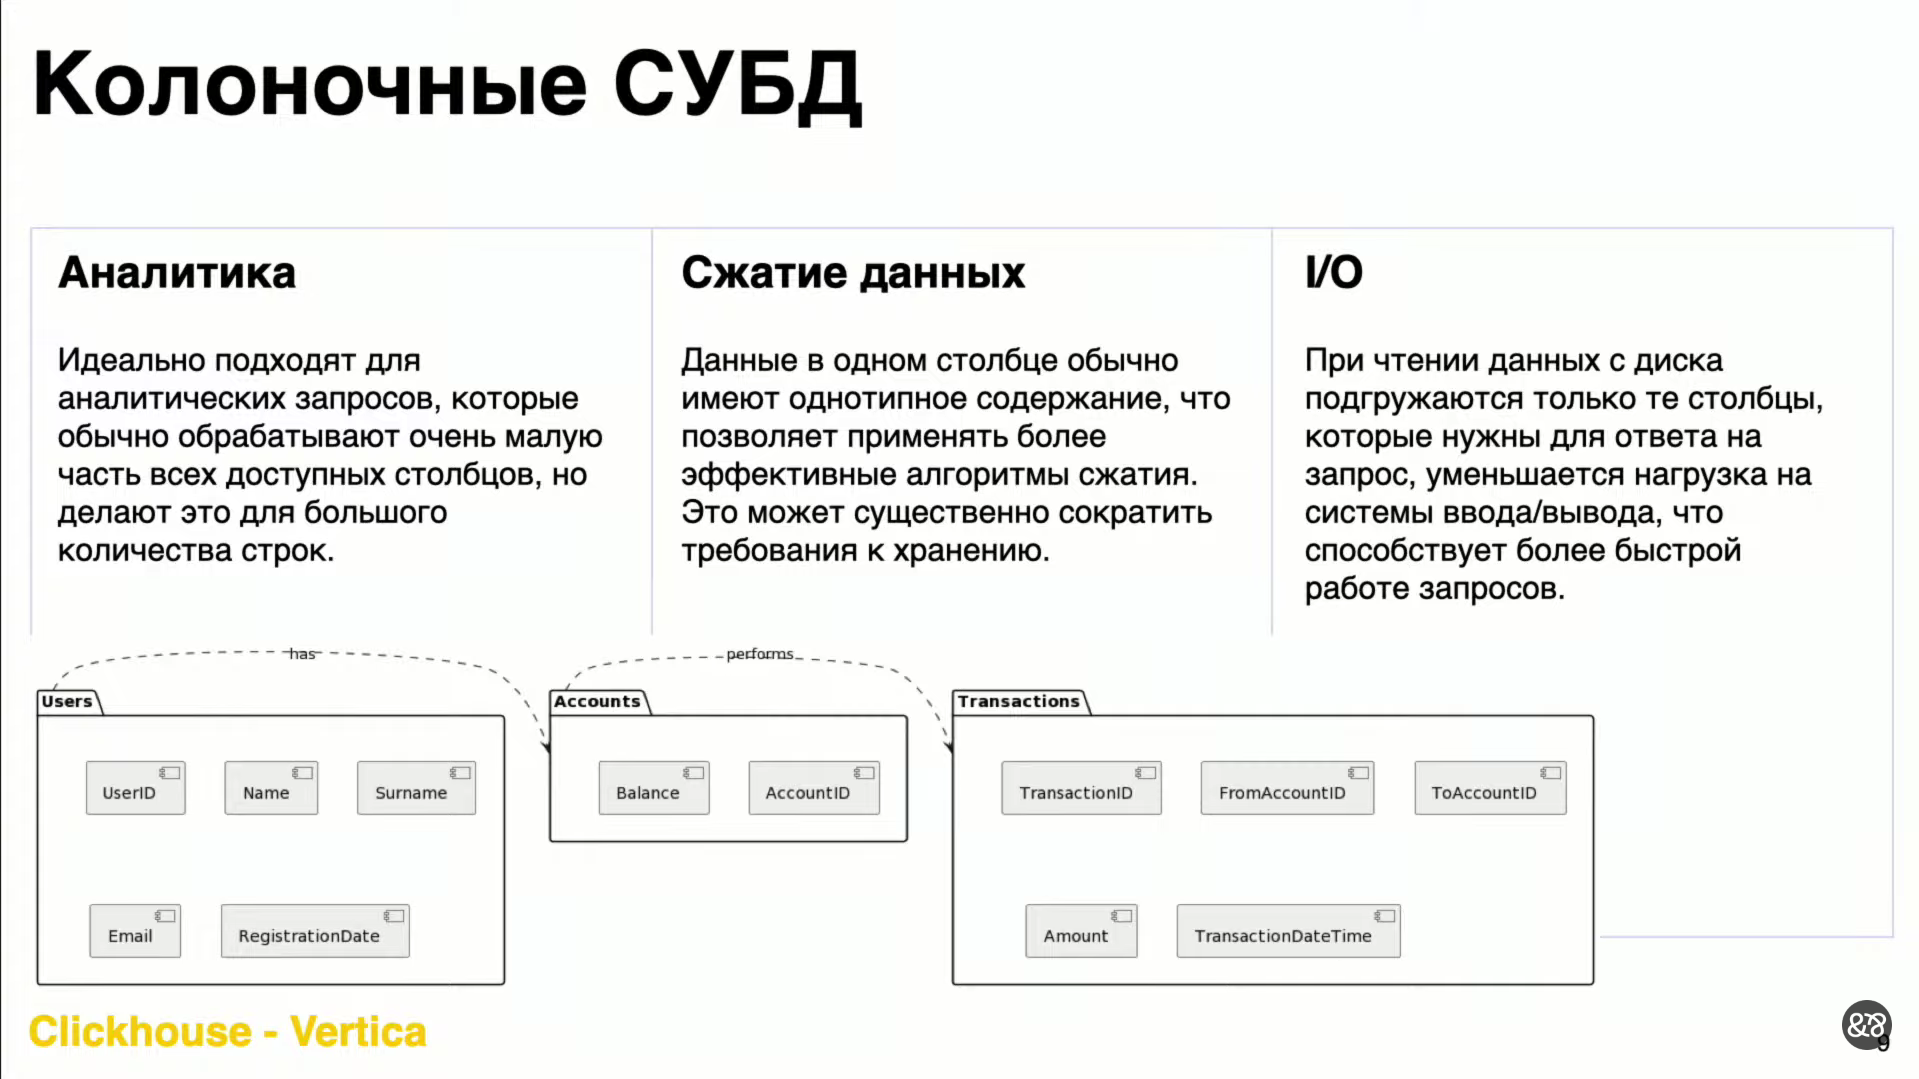 Колоночные СУБД
Аналитика
Идеально подходят для
аналитических запросов, которые
обычно обрабатывают очень малую
часть всех доступных столбцов, но
делают это для большого
количества строк.
Сжатие данных
Данные в одном столбце обычно
имеют однотипное содержание, что
позволяет применять более
эффективные алгоритмы сжатия.
Это может существенно сократить
требования к хранению.
I/O
При чтении данных с диска
подгружаются только те столбцы,
которые нужны для ответа на
запрос, уменьшается нагрузка на
системы ввода/вывода, что
способствует более быстрой
работе запросов.
has
performs
Users
UserID
Name
Surname
Email
RegistrationDate
Accounts
Balance
AccountID
Transactions
TransactionID
FromAccountID
ToAccountID
Amount
TransactionDateTime
Clickhouse - Vertica
9